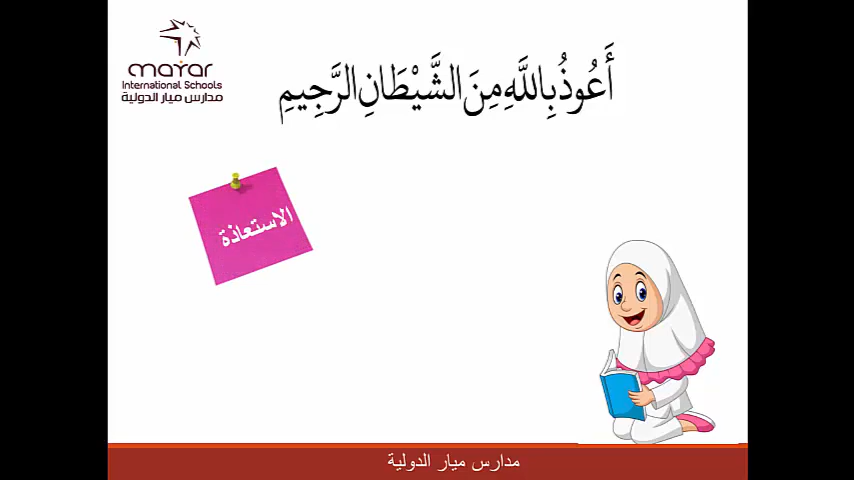 mayar
International Schools
مدارس ميار الدولية
أَعُوذُ بِاللَّهِ مِنَ الشَّيْطَانِ الرَّجِيمِ
الاستعاذة
مدارس ميار الدولية